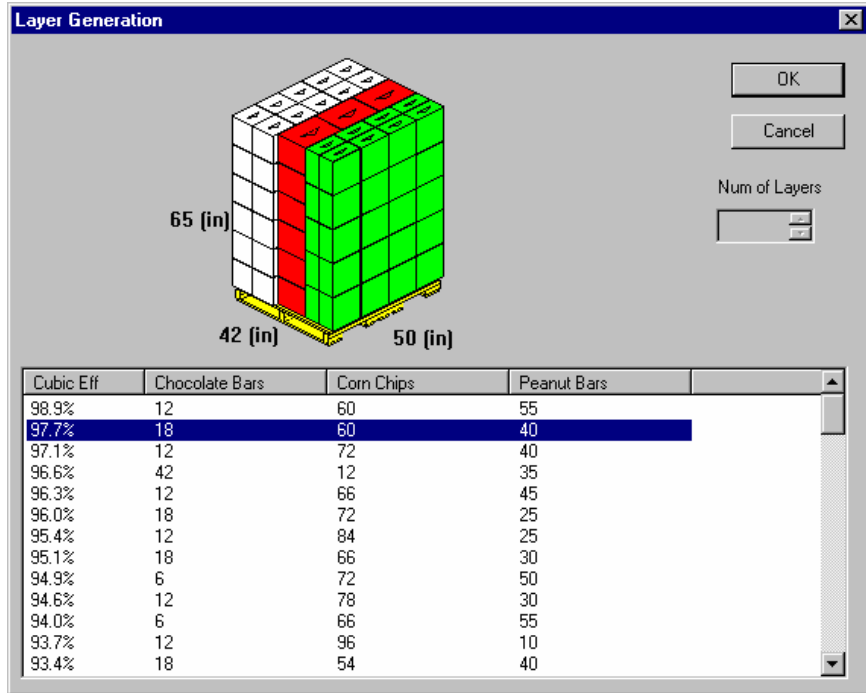 Layer Generation
OK
Cancel
Num of Layers
65 (in)
42 (in)
50 (in)
Cubic Eff Chocolate Bars Corn Chips Peanut Bars
98.9% 12 60 55
97.7% 18 60 40
97.1% 12 72 40
96.6% 42 12 35
96.3% 12 66 45
96.0% 18 72 25
95.4% 12 84 25
95.1% 18 66 30
94.9% 6 72 50
94.6% 12 78 30
94.0% 6 66 55
93.7% 12 96 10
93.4% 18 54 40